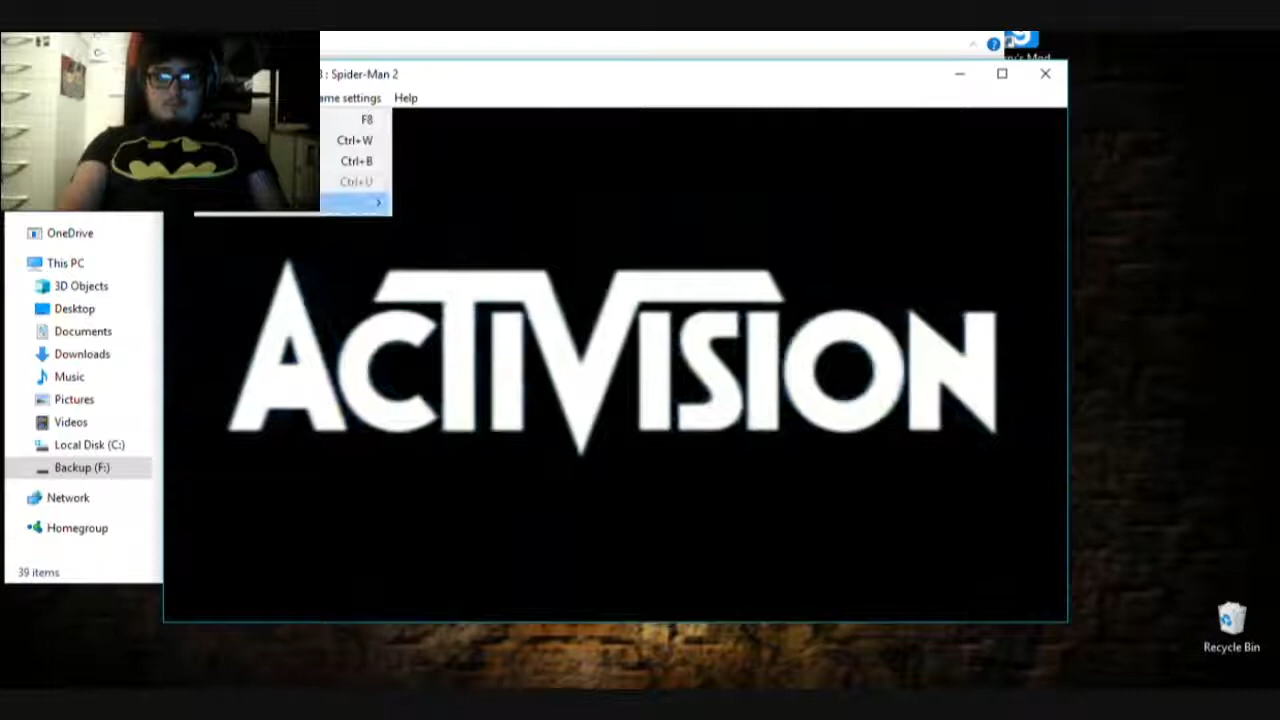 : Spider-Man 2
ame settings Help
F8
Ctrl+W
Ctrl+B
Ctrl+U
OneDrive
This PC
3D Objects
Desktop
Documents
Downloads
Music
Pictures
Videos
Local Disk (C:)
Backup (F:)
Network
Homegroup
39 items
ACTIVISION
Recycle Bin